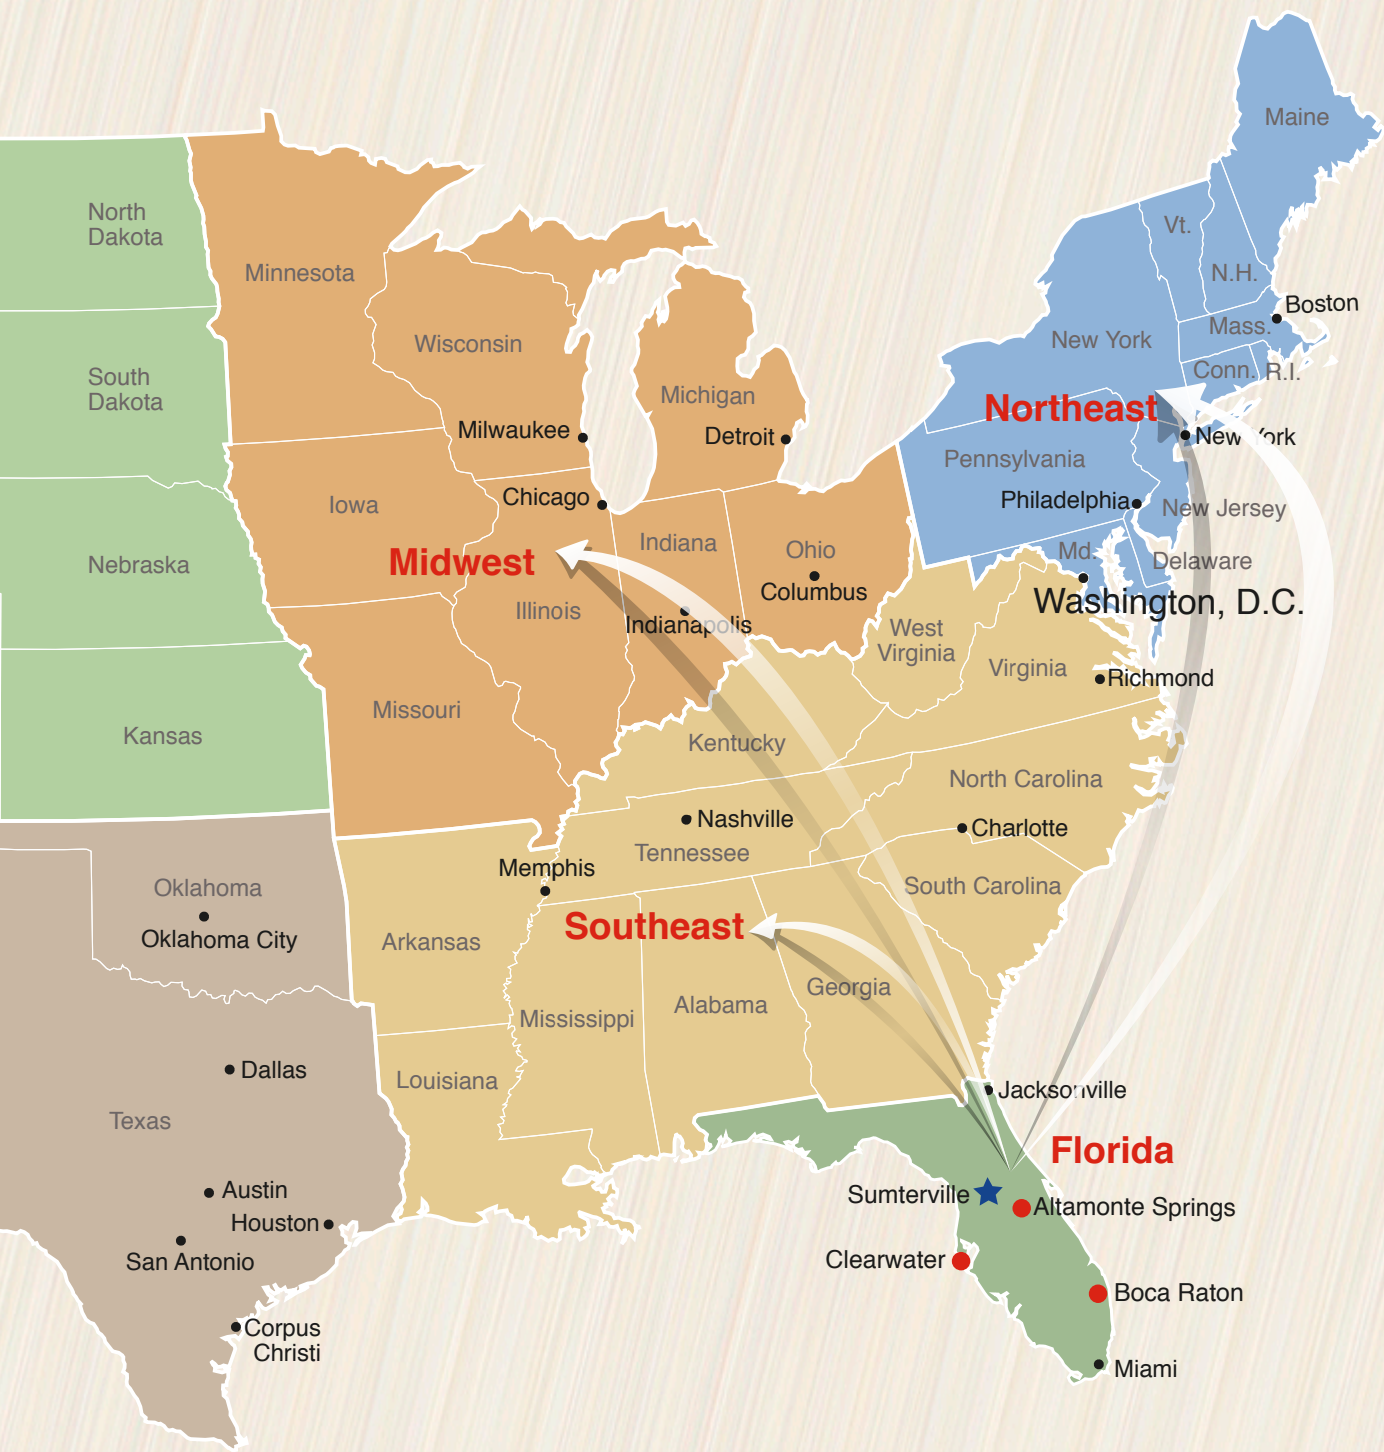 Maine
North
Dakota
Minnesota
Vt.
N.H.
Boston
Wisconsin
New York
Mass.
South
Dakota
Michigan
Conn.
R.I.
Northeast
Milwaukee
Detroit
New York
Pennsylvania
Iowa
Chicago
Philadelphia
New Jersey
Indiana
Ohio
Md.
Delaware
Nebraska
Midwest
Columbus
Washington, D.C.
Illinois
Indianapolis
West
Virginia
Virginia
Richmond
Missouri
Kansas
Kentucky
North Carolina
Nashville
Charlotte
Tennessee
Memphis
Oklahoma
South Carolina
Southeast
Oklahoma City
Arkansas
Georgia
Alabama
Mississippi
Dallas
Louisiana
Jacksonville
Texas
Florida
Austin
Sumterville
Altamonte Springs
Houston
San Antonio
Clearwater
Boca Raton
Corpus
Christi
Miami